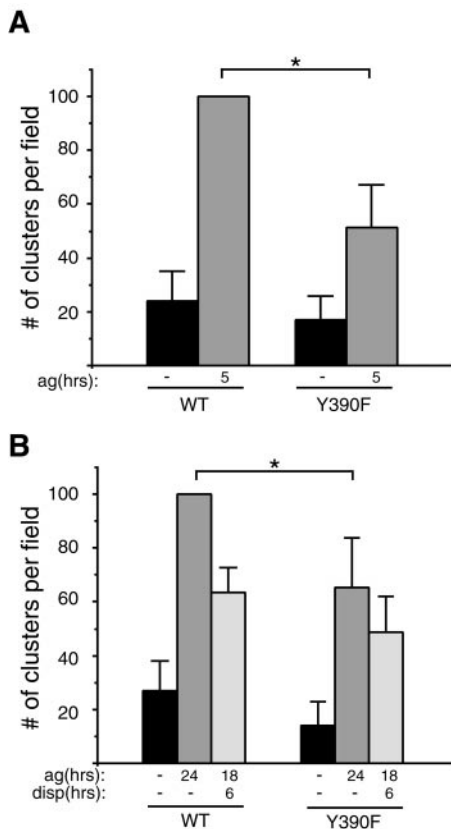 A
# of clusters per field
100
80
60
40
20
*
ag(hrs): - 5 - 5
WT Y390F
B
# of clusters per field
100
80
60
40
20
*
ag(hrs): - 24 18 - 24 18
disp(hrs): - - 6 - - 6
WT Y390F